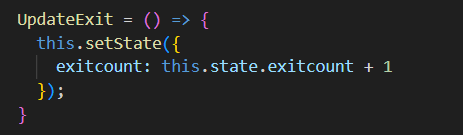 UpdateExit = () => {
this.setState({
exitcount: this.state.exitcount + 1
});
}